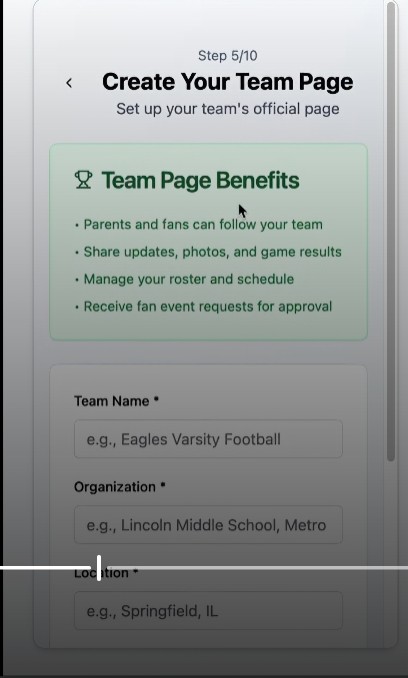 Step 5/10
Create Your Team Page
Set up your team's official page
Team Page Benefits
• Parents and fans can follow your team
• Share updates, photos, and game results
• Manage your roster and schedule
• Receive fan event requests for approval
Team Name *
e.g., Eagles Varsity Football
Organization *
e.g., Lincoln Middle School, Metro
Location *
e.g., Springfield, IL